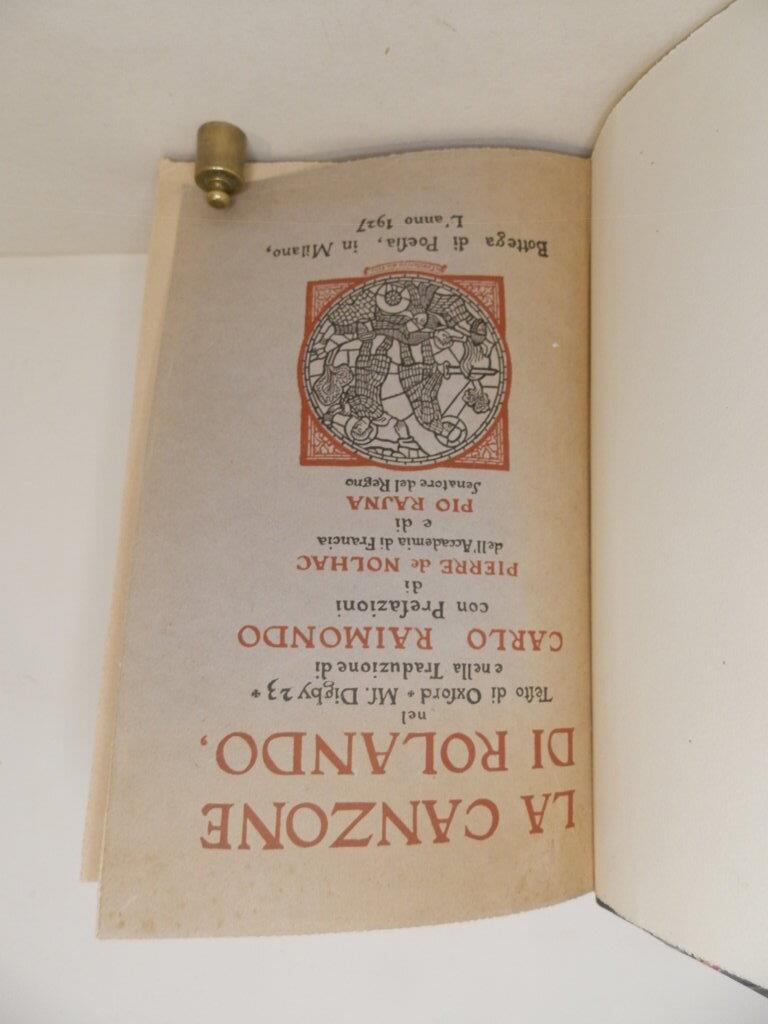 LA CANZONE
DI ROLANDO,
nel
Teſto di Oxford * Mſ. Digby 23 *
e nella Traduzione di
CARLO RAIMONDO
con Prefazioni
di
PIERRE de NOLHAC
dell'Accademia di Francia
e di
PIO RAJNA
Senatore del Regno
Bottega di Poeſia, in Milano,
L'anno 1927